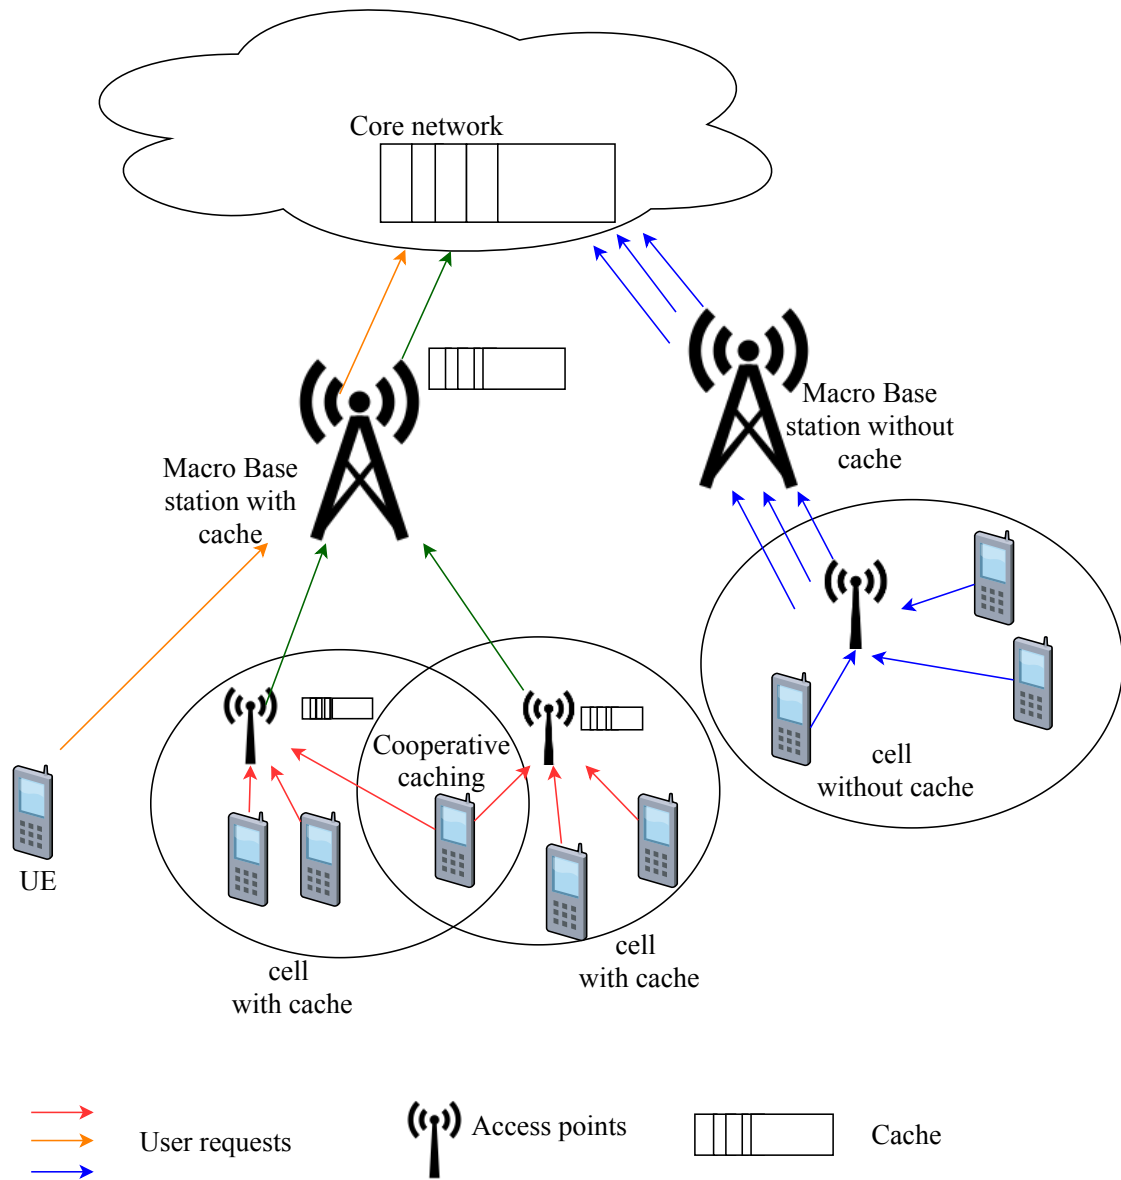 Core network
Macro Base
station without
cache
Macro Base
station with
cache
Cooperative
caching
cell
without cache
UE
cell
with cache
cell
with cache
User requests
Access points
Cache